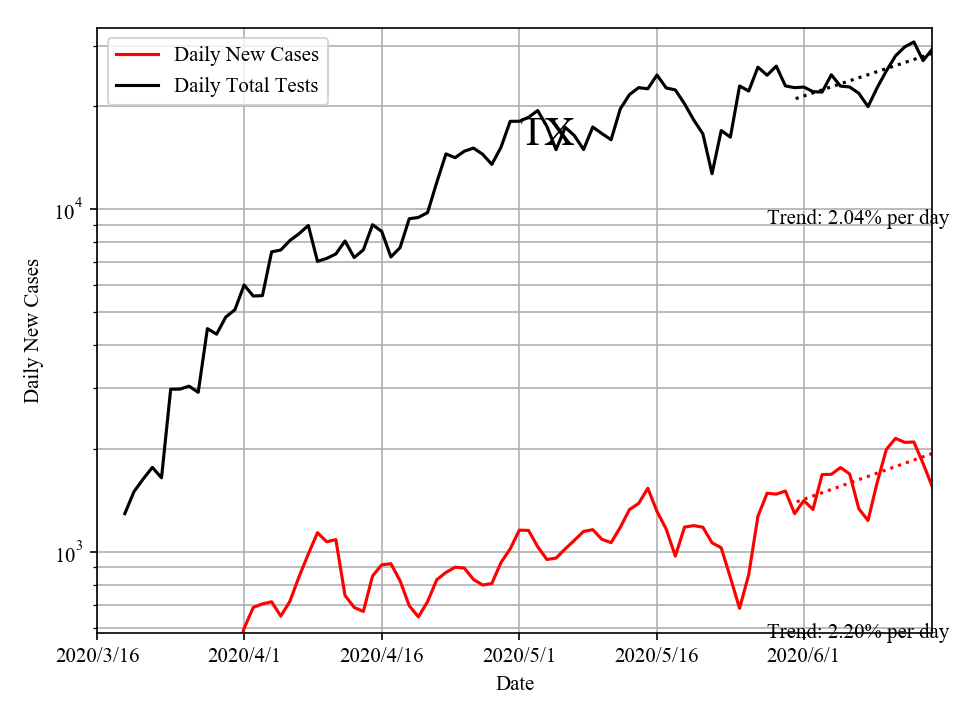 Daily New Cases
Daily Total Tests
TX
10^4
Trend: 2.04% per day
Daily New Cases
10^3
Trend: 2.20% per day
2020/3/16 2020/4/1 2020/4/16 2020/5/1 2020/5/16 2020/6/1
Date